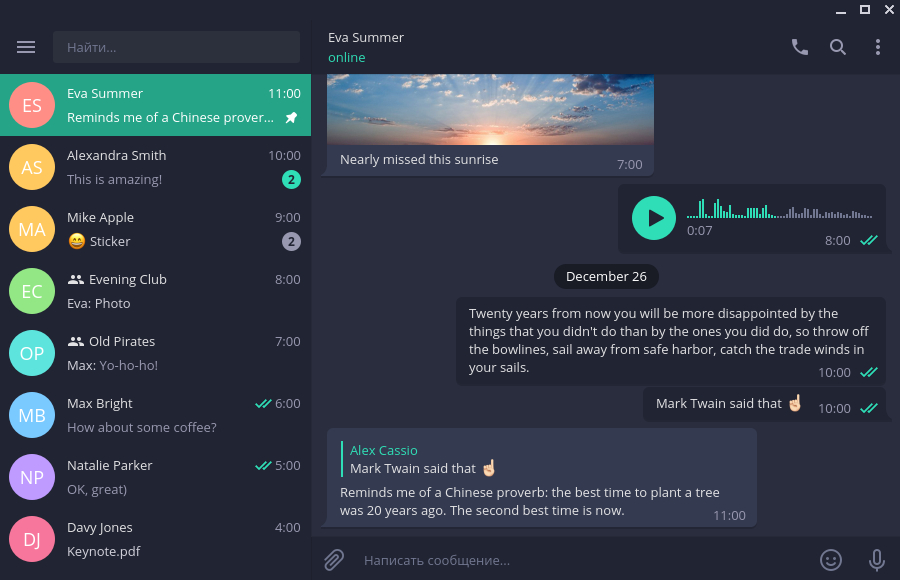 Найти...
Eva Summer
online
ES
Eva Summer
11:00
Reminds me of a Chinese prover...
AS
Alexandra Smith
10:00
This is amazing!
2
MA
Mike Apple
9:00
😄 Sticker
2
EC
Evening Club
8:00
Eva: Photo
OP
Old Pirates
7:00
Max: Yo-ho-ho!
MB
Max Bright
6:00
How about some coffee?
NP
Natalie Parker
5:00
OK, great)
DJ
Davy Jones
4:00
Keynote.pdf
Nearly missed this sunrise
7:00
0:07
8:00
December 26
Twenty years from now you will be more disappointed by the
things that you didn't do than by the ones you did do, so throw off
the bowlines, sail away from safe harbor, catch the trade winds in
your sails.
10:00
Mark Twain said that ☝🏻
10:00
Alex Cassio
Mark Twain said that ☝🏻
Reminds me of a Chinese proverb: the best time to plant a tree
was 20 years ago. The second best time is now.
11:00
Написать сообщение...